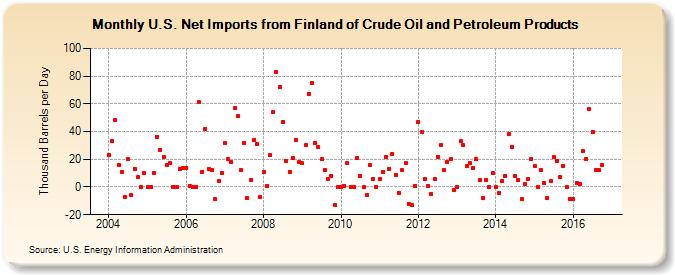 Monthly U.S. Net Imports from Finland of Crude Oil and Petroleum Products
Thousand Barrels per Day
100
80
60
40
20
0
-20
2004 2006 2008 2010 2012 2014 2016
Source: U.S. Energy Information Administration